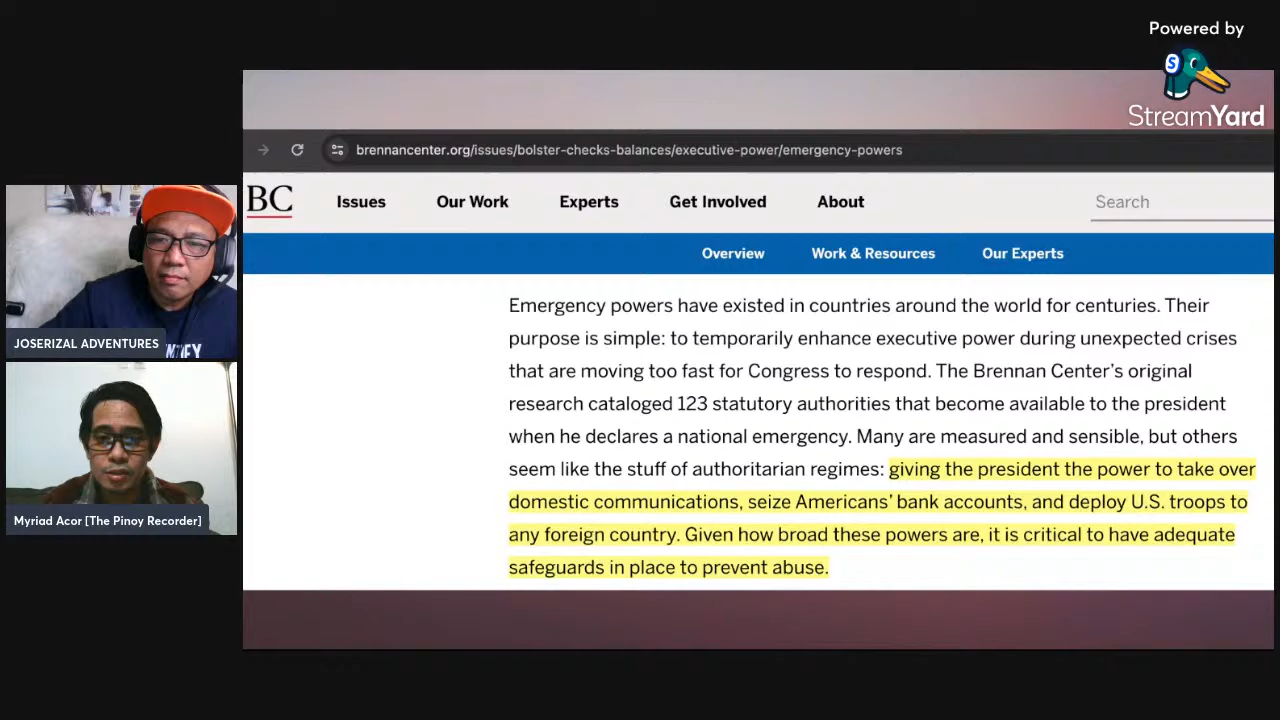 Powered by
StreamYard
brennancenter.org/issues/bolster-checks-balances/executive-power/emergency-powers
BC
Issues
Our Work
Experts
Get Involved
About
Search
Overview
Work & Resources
Our Experts
Emergency powers have existed in countries around the world for centuries. Their
purpose is simple: to temporarily enhance executive power during unexpected crises
that are moving too fast for Congress to respond. The Brennan Center’s original
research cataloged 123 statutory authorities that become available to the president
when he declares a national emergency. Many are measured and sensible, but others
seem like the stuff of authoritarian regimes: giving the president the power to take over
domestic communications, seize Americans’ bank accounts, and deploy U.S. troops to
any foreign country. Given how broad these powers are, it is critical to have adequate
safeguards in place to prevent abuse.
JOSERIZAL ADVENTURES
Myriad Acor [The Pinoy Recorder]